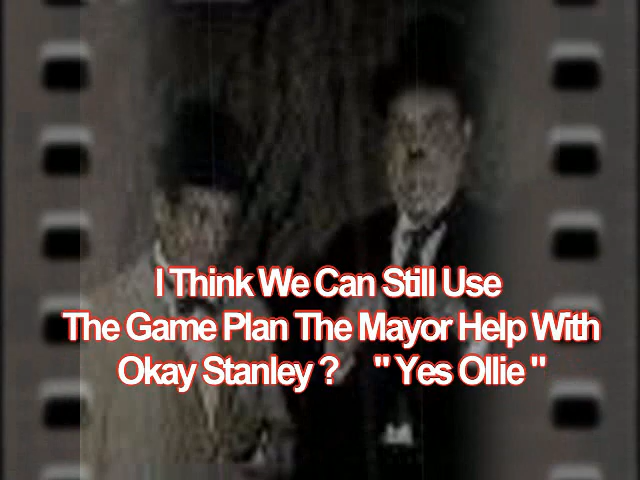 I Think We Can Still Use
The Game Plan The Mayor Help With
Okay Stanley ? " Yes Ollie "